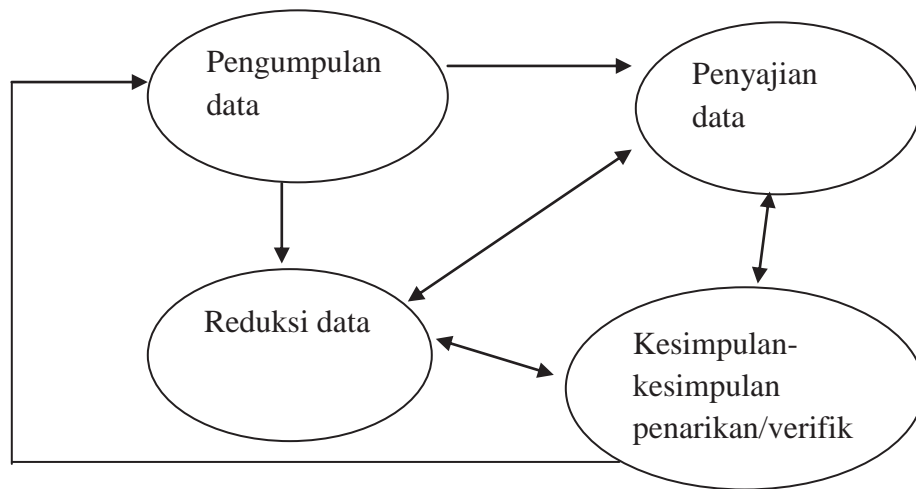 Pengumpulan
data
Penyajian
data
Reduksi data
Kesimpulan-
kesimpulan
penarikan/verifik